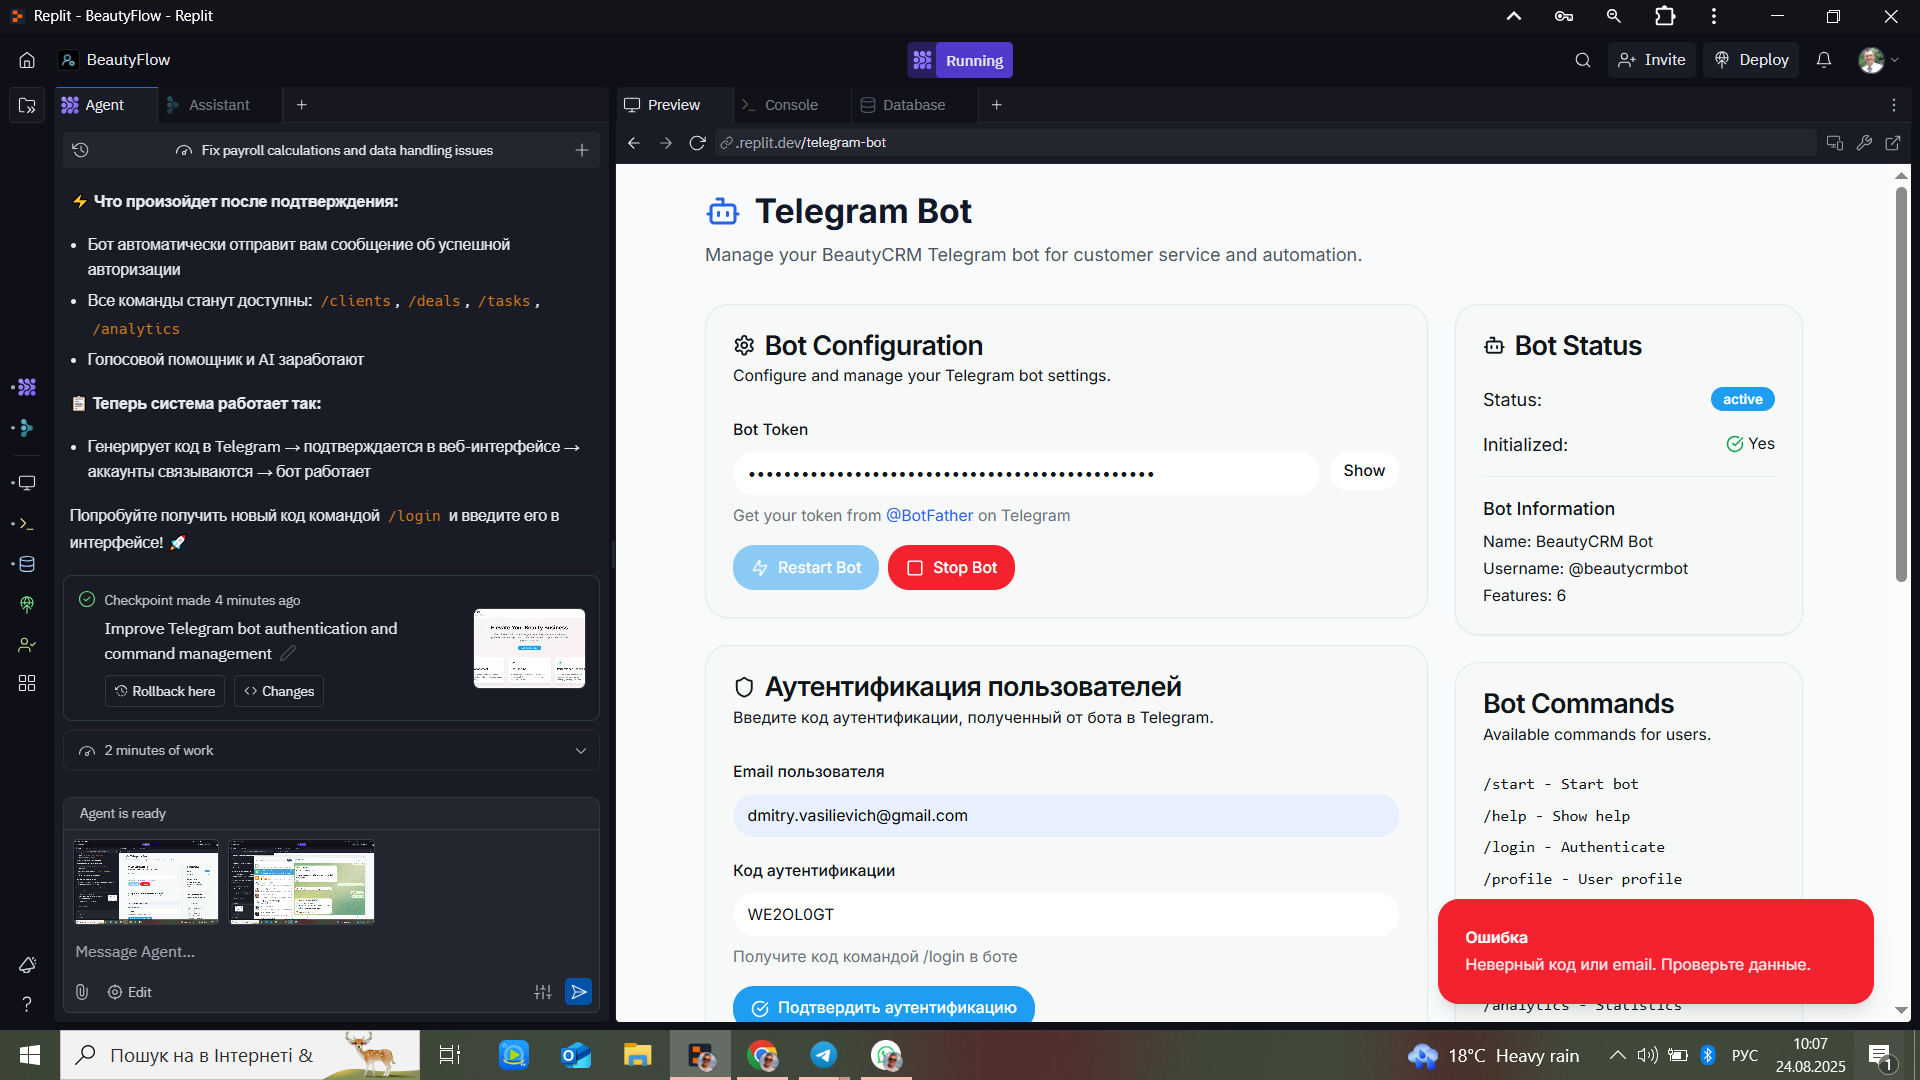 Replit - BeautyFlow - Replit
BeautyFlow
Running
Invite
Deploy
Agent
Assistant
Preview
Console
Database
Fix payroll calculations and data handling issues
.replit.dev/telegram-bot
⚡ Что произойдет после подтверждения:
• Бот автоматически отправит вам сообщение об успешной
авторизации
• Все команды станут доступны: /clients, /deals, /tasks,
/analytics
• Голосовой помощник и AI заработают
📋 Теперь система работает так:
• Генерирует код в Telegram → подтверждается в веб-интерфейсе →
аккаунты связываются → бот работает
Попробуйте получить новый код командой /login и введите его в
интерфейсе! 🚀
Checkpoint made 4 minutes ago
Improve Telegram bot authentication and
command management
Rollback here
Changes
2 minutes of work
Agent is ready
Message Agent...
Edit
Telegram Bot
Manage your BeautyCRM Telegram bot for customer service and automation.
Bot Configuration
Configure and manage your Telegram bot settings.
Bot Token
Show
Get your token from @BotFather on Telegram
Restart Bot
Stop Bot
Аутентификация пользователей
Введите код аутентификации, полученный от бота в Telegram.
Email пользователя
dmitry.vasilievich@gmail.com
Код аутентификации
WE2OL0GT
Получите код командой /login в боте
Подтвердить аутентификацию
Bot Status
Status:
active
Initialized:
Yes
Bot Information
Name: BeautyCRM Bot
Username: @beautycrmbot
Features: 6
Bot Commands
Available commands for users.
/start - Start bot
/help - Show help
/login - Authenticate
/profile - User profile
Ошибка
Неверный код или email. Проверьте данные.
/analytics - Statistics
Пошук на в Інтернеті &
18°C Heavy rain
РУС
10:07
24.08.2025
1